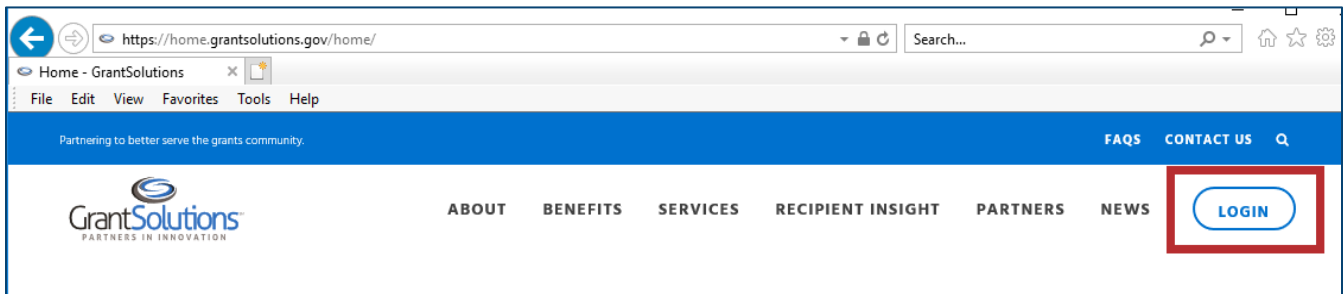 https://home.grantsolutions.gov/home/ Search...
Home - GrantSolutions
File Edit View Favorites Tools Help
Partnering to better serve the grants community. FAQS CONTACT US
GrantSolutions ABOUT BENEFITS SERVICES RECIPIENT INSIGHT PARTNERS NEWS LOGIN
PARTNERS IN INNOVATION